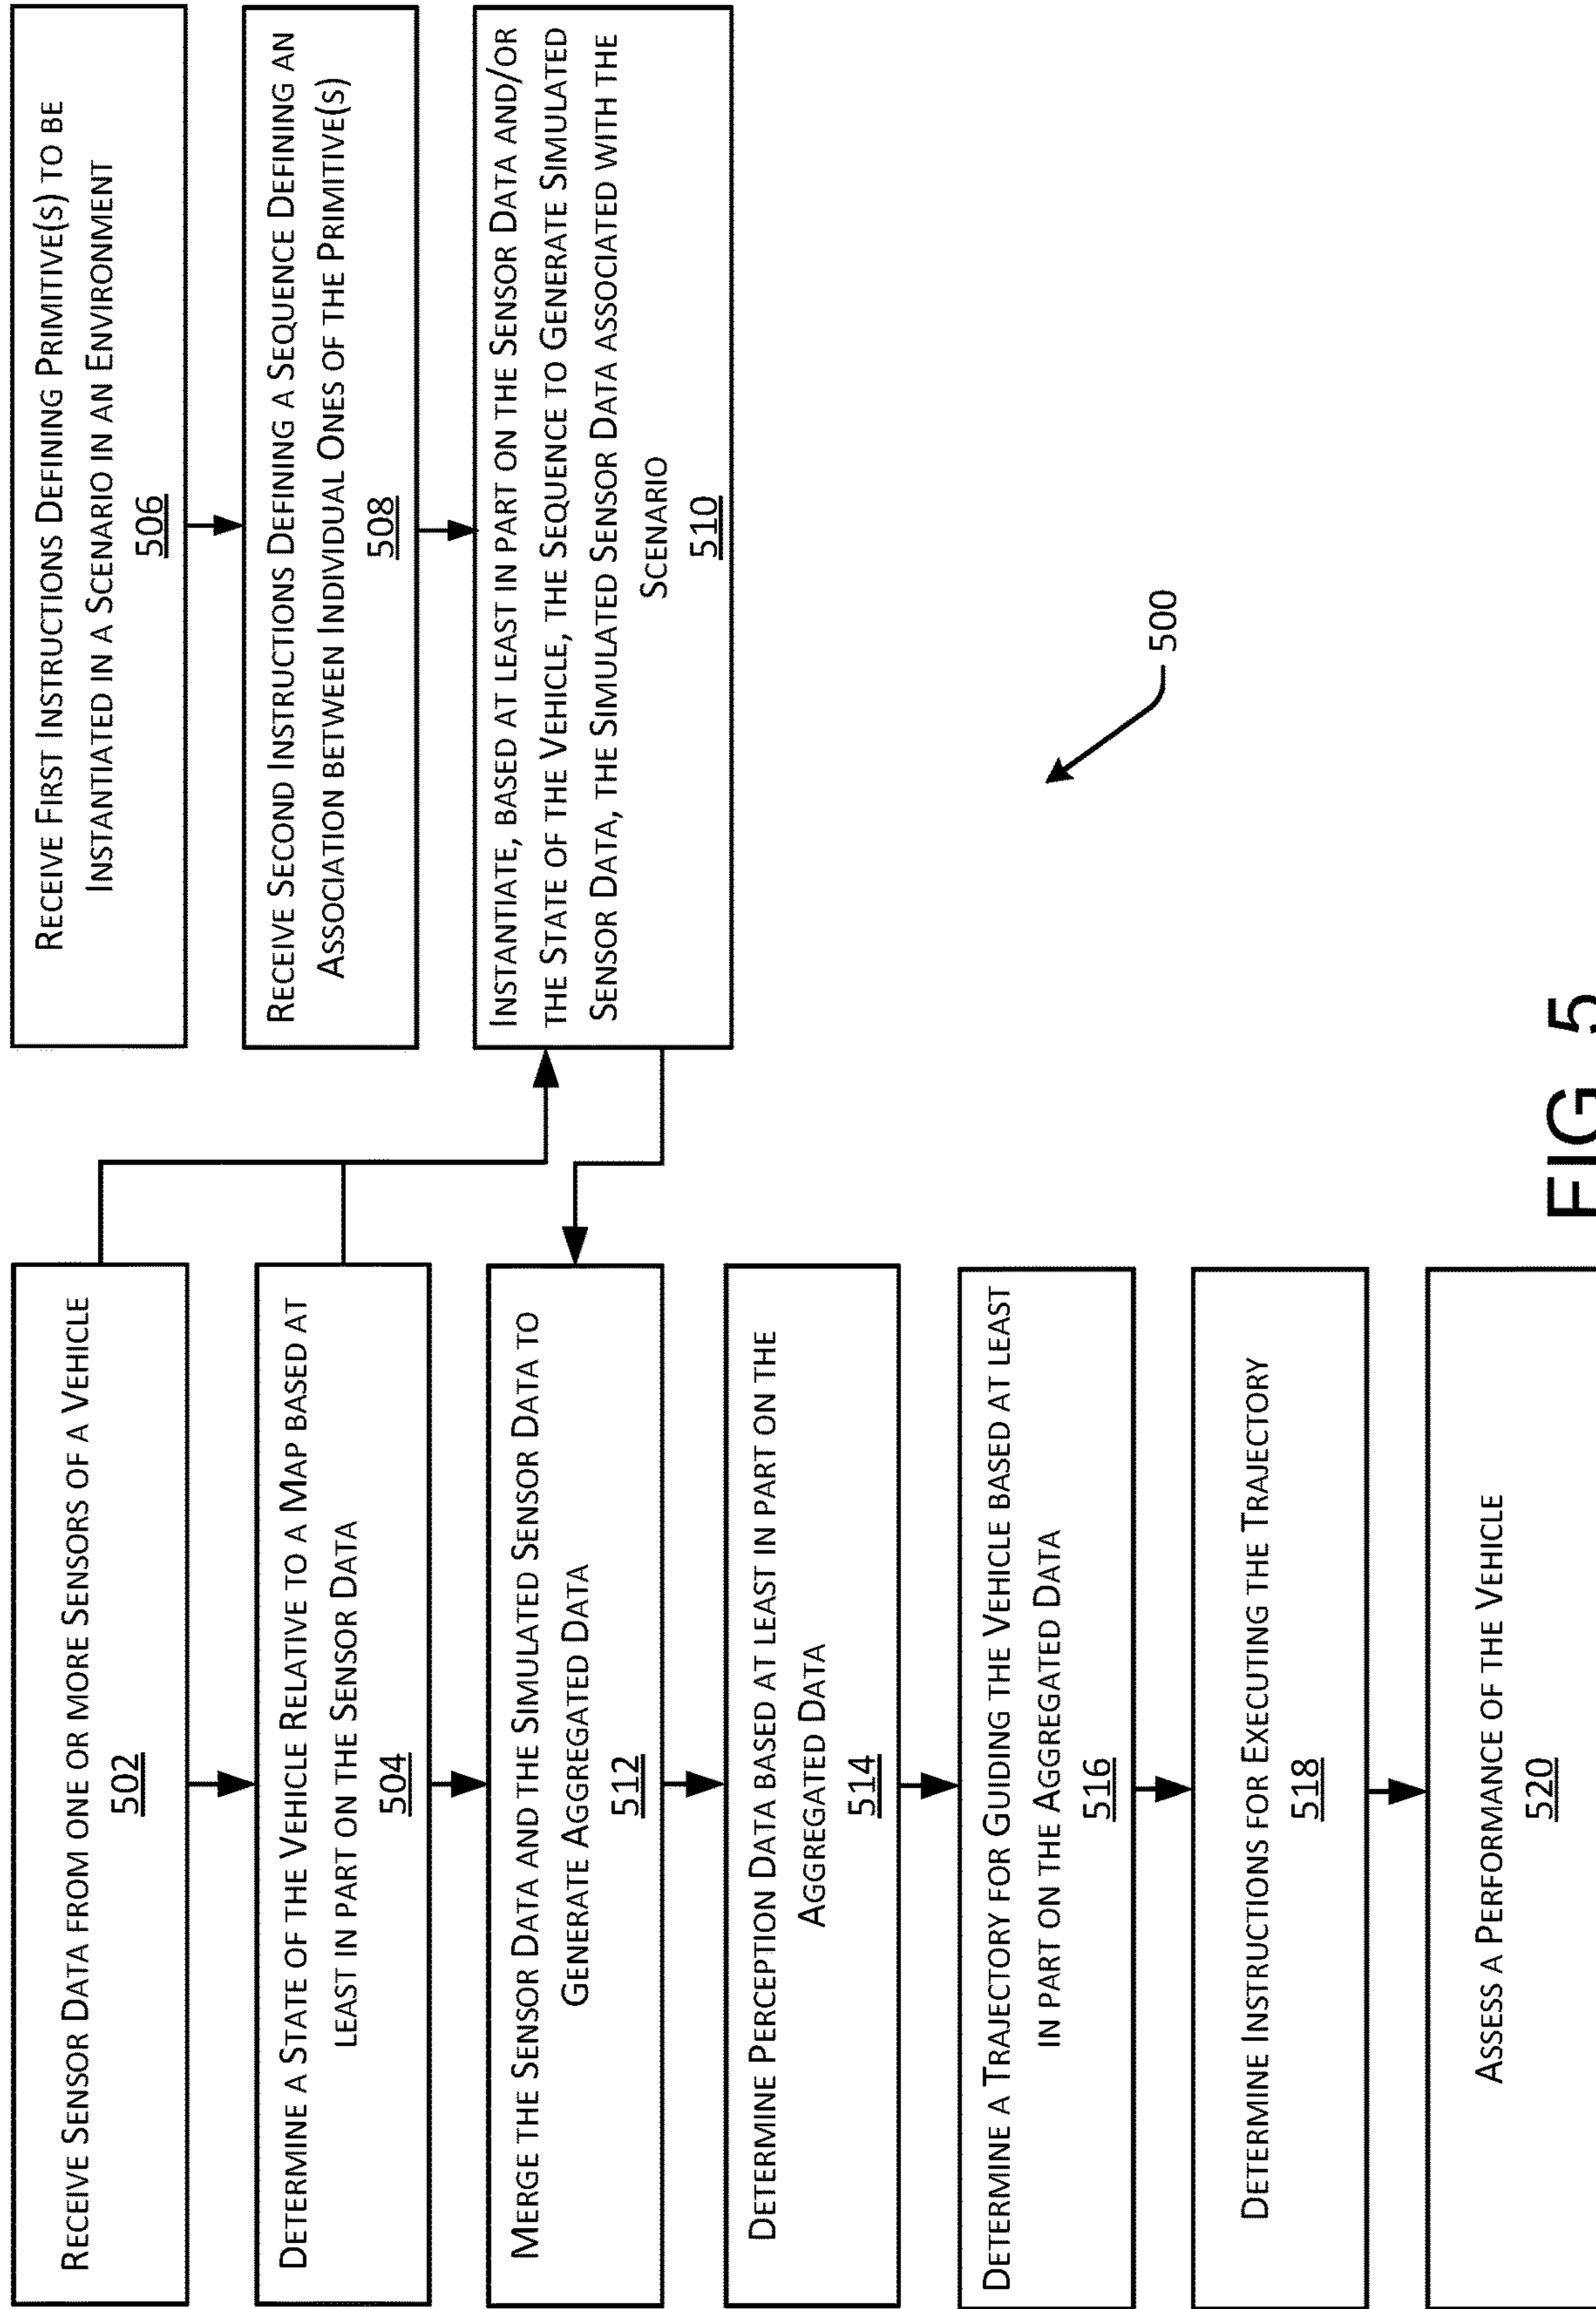 RECEIVE SENSOR DATA FROM ONE OR MORE SENSORS OF A VEHICLE
502
DETERMINE A STATE OF THE VEHICLE RELATIVE TO A MAP BASED AT
LEAST IN PART ON THE SENSOR DATA
504
MERGE THE SENSOR DATA AND THE SIMULATED SENSOR DATA TO
GENERATE AGGREGATED DATA
512
DETERMINE PERCEPTION DATA BASED AT LEAST IN PART ON THE
AGGREGATED DATA
514
DETERMINE A TRAJECTORY FOR GUIDING THE VEHICLE BASED AT LEAST
IN PART ON THE AGGREGATED DATA
516
DETERMINE INSTRUCTIONS FOR EXECUTING THE TRAJECTORY
518
ASSESS A PERFORMANCE OF THE VEHICLE
520
RECEIVE FIRST INSTRUCTIONS DEFINING PRIMITIVE(S) TO BE
INSTANTIATED IN A SCENARIO IN AN ENVIRONMENT
506
RECEIVE SECOND INSTRUCTIONS DEFINING A SEQUENCE DEFINING AN
ASSOCIATION BETWEEN INDIVIDUAL ONES OF THE PRIMITIVE(S)
508
INSTANTIATE, BASED AT LEAST IN PART ON THE SENSOR DATA AND/OR
THE STATE OF THE VEHICLE, THE SEQUENCE TO GENERATE SIMULATED
SENSOR DATA, THE SIMULATED SENSOR DATA ASSOCIATED WITH THE
SCENARIO
510
500
FIG. 5